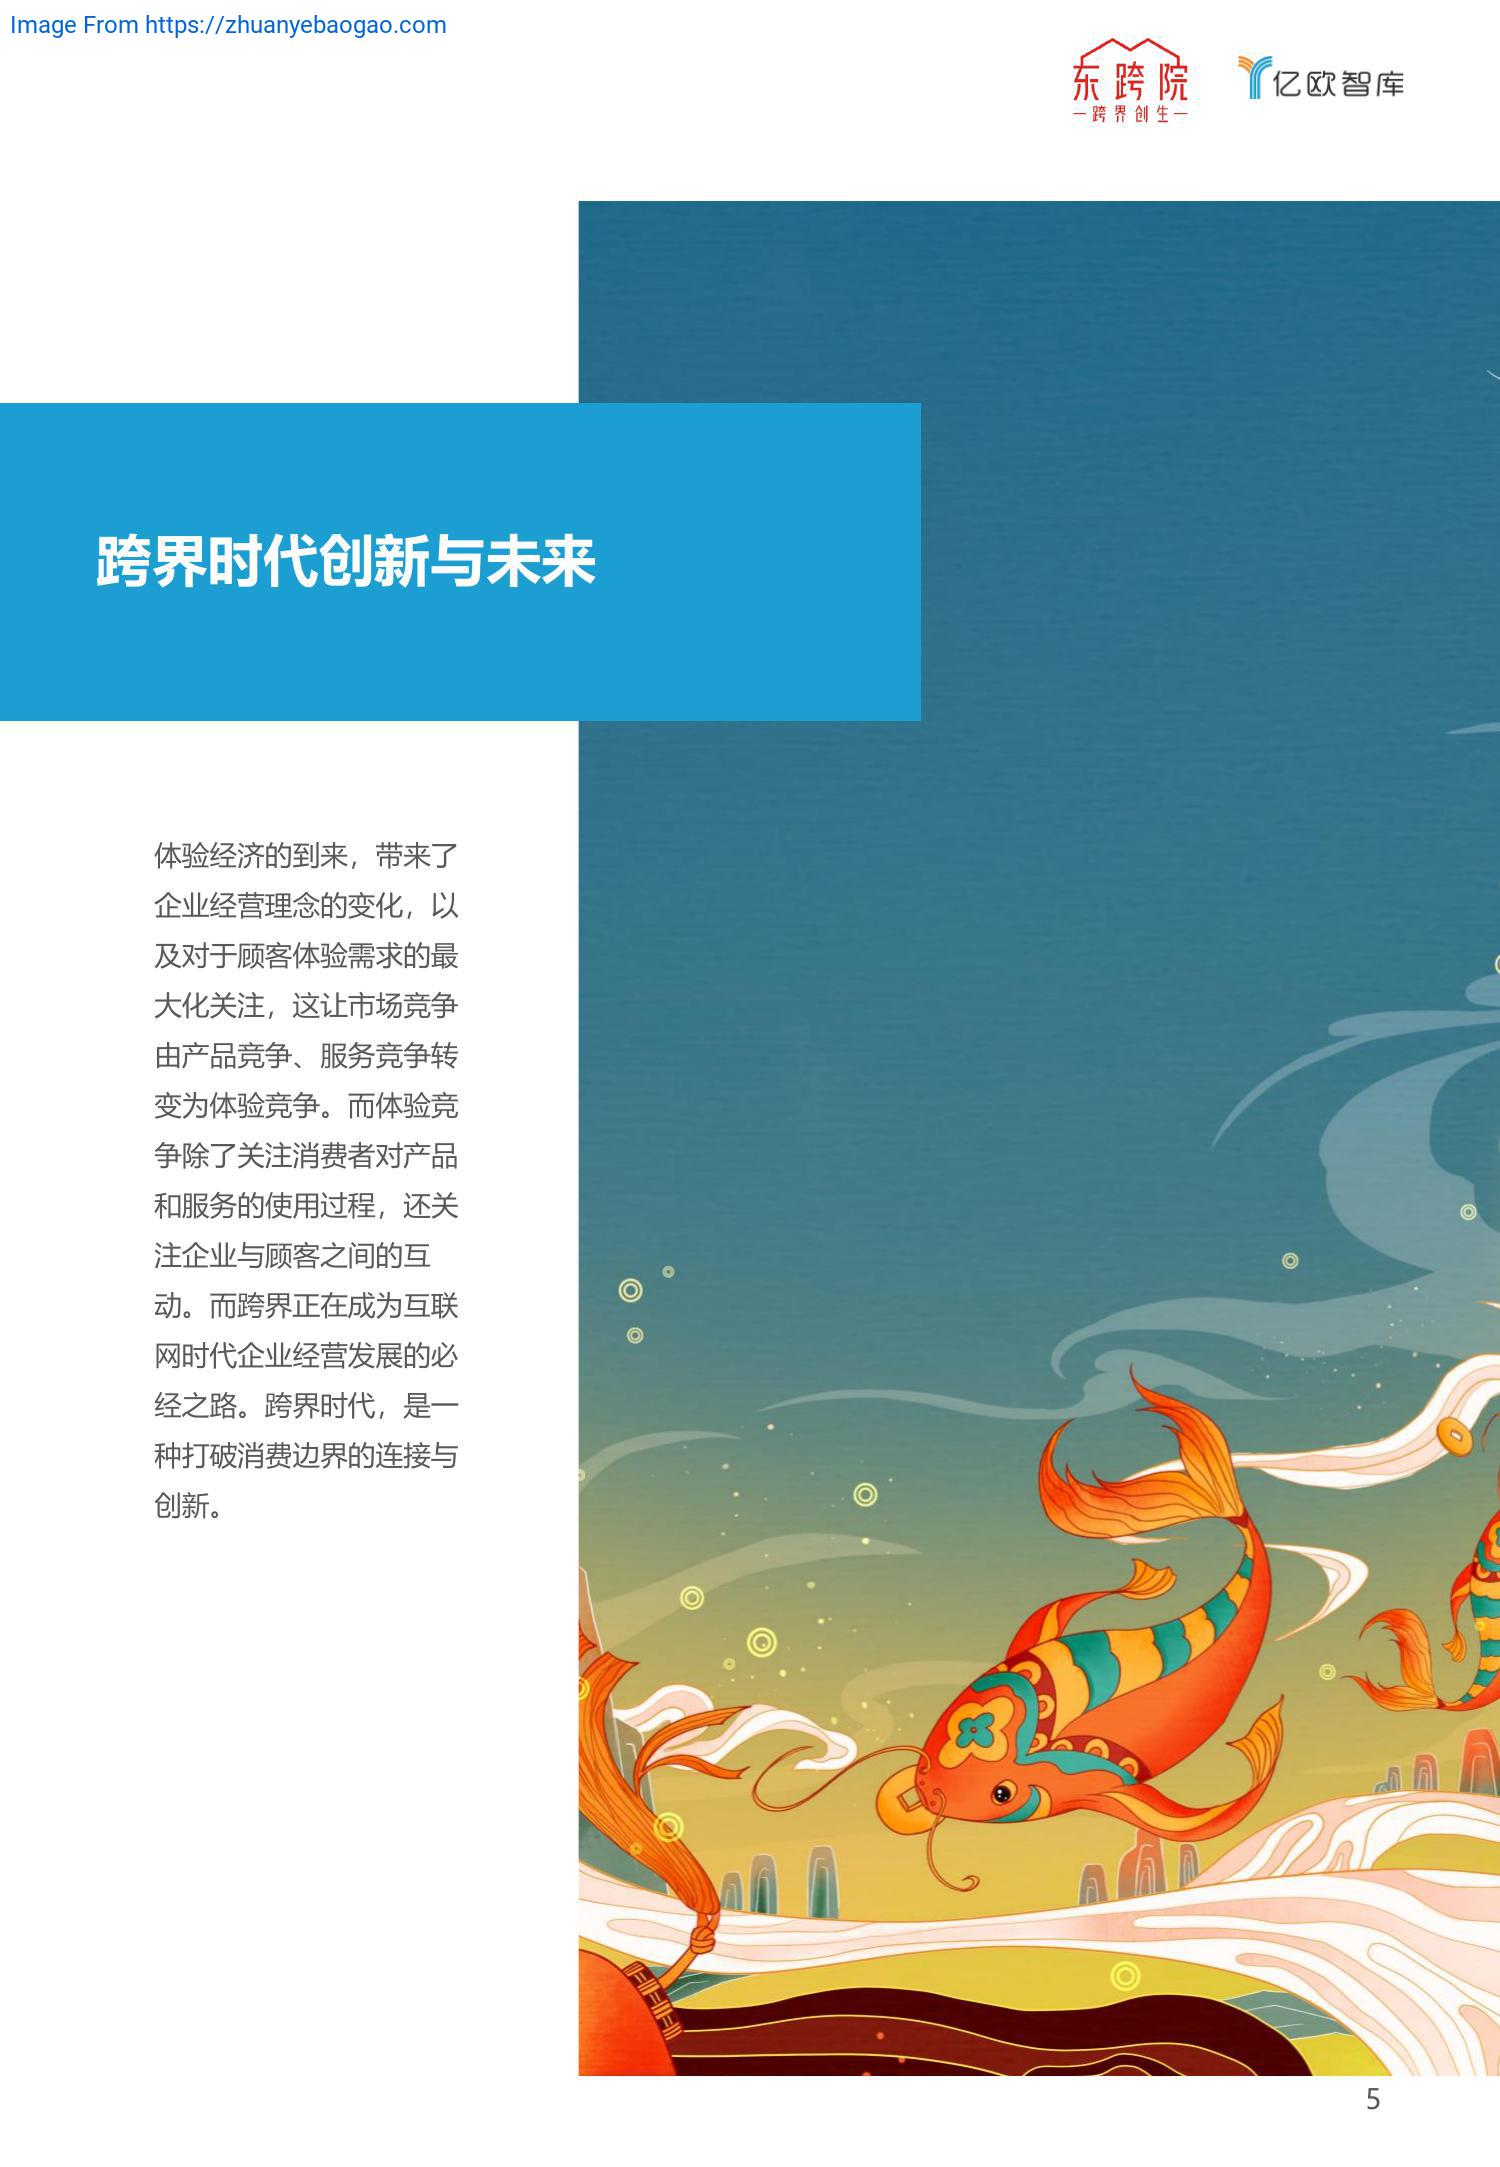 Image From https://zhuanyebaogao.com
东跨院
跨界创生
亿欧智库
跨界时代创新与未来
体验经济的到来，带来了
企业经营理念的变化，以
及对于顾客体验需求的最
大化关注，这让市场竞争
由产品竞争、服务竞争转
变为体验竞争。而体验竞
争除了关注消费者对产品
和服务的使用过程，还关
注企业与顾客之间的互
动。而跨界正在成为互联
网时代企业经营发展的必
经之路。跨界时代，是一
种打破消费边界的连接与
创新。
5